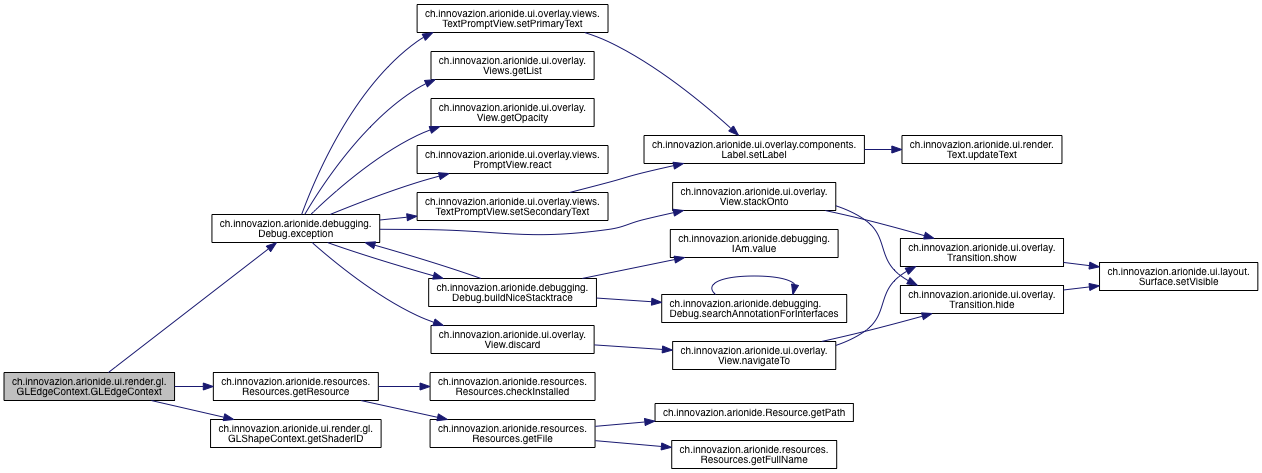 ch.innovazion.arionide.ui.overlay.views.
TextPromptView.setPrimaryText
ch.innovazion.arionide.ui.overlay.
Views.getList
ch.innovazion.arionide.ui.overlay.
View.getOpacity
ch.innovazion.arionide.ui.overlay.components.
Label.setLabel
ch.innovazion.arionide.ui.render.
Text.updateText
ch.innovazion.arionide.ui.overlay.views.
PromptView.react
ch.innovazion.arionide.ui.overlay.
View.stackOnto
ch.innovazion.arionide.ui.overlay.views.
TextPromptView.setSecondaryText
ch.innovazion.arionide.debugging.
Debug.exception
ch.innovazion.arionide.debugging.
IAm.value
ch.innovazion.arionide.ui.overlay.
Transition.show
ch.innovazion.arionide.ui.layout.
Surface.setVisible
ch.innovazion.arionide.debugging.
Debug.buildNiceStacktrace
ch.innovazion.arionide.debugging.
Debug.searchAnnotationForInterfaces
ch.innovazion.arionide.ui.overlay.
Transition.hide
ch.innovazion.arionide.ui.overlay.
View.discard
ch.innovazion.arionide.ui.overlay.
View.navigateTo
ch.innovazion.arionide.ui.render.gl.
GLEdgeContext.GLEdgeContext
ch.innovazion.arionide.resources.
Resources.getResource
ch.innovazion.arionide.resources.
Resources.checkInstalled
ch.innovazion.arionide.Resource.getPath
ch.innovazion.arionide.ui.render.gl.
GLShapeContext.getShaderID
ch.innovazion.arionide.resources.
Resources.getFile
ch.innovazion.arionide.resources.
Resources.getFullName